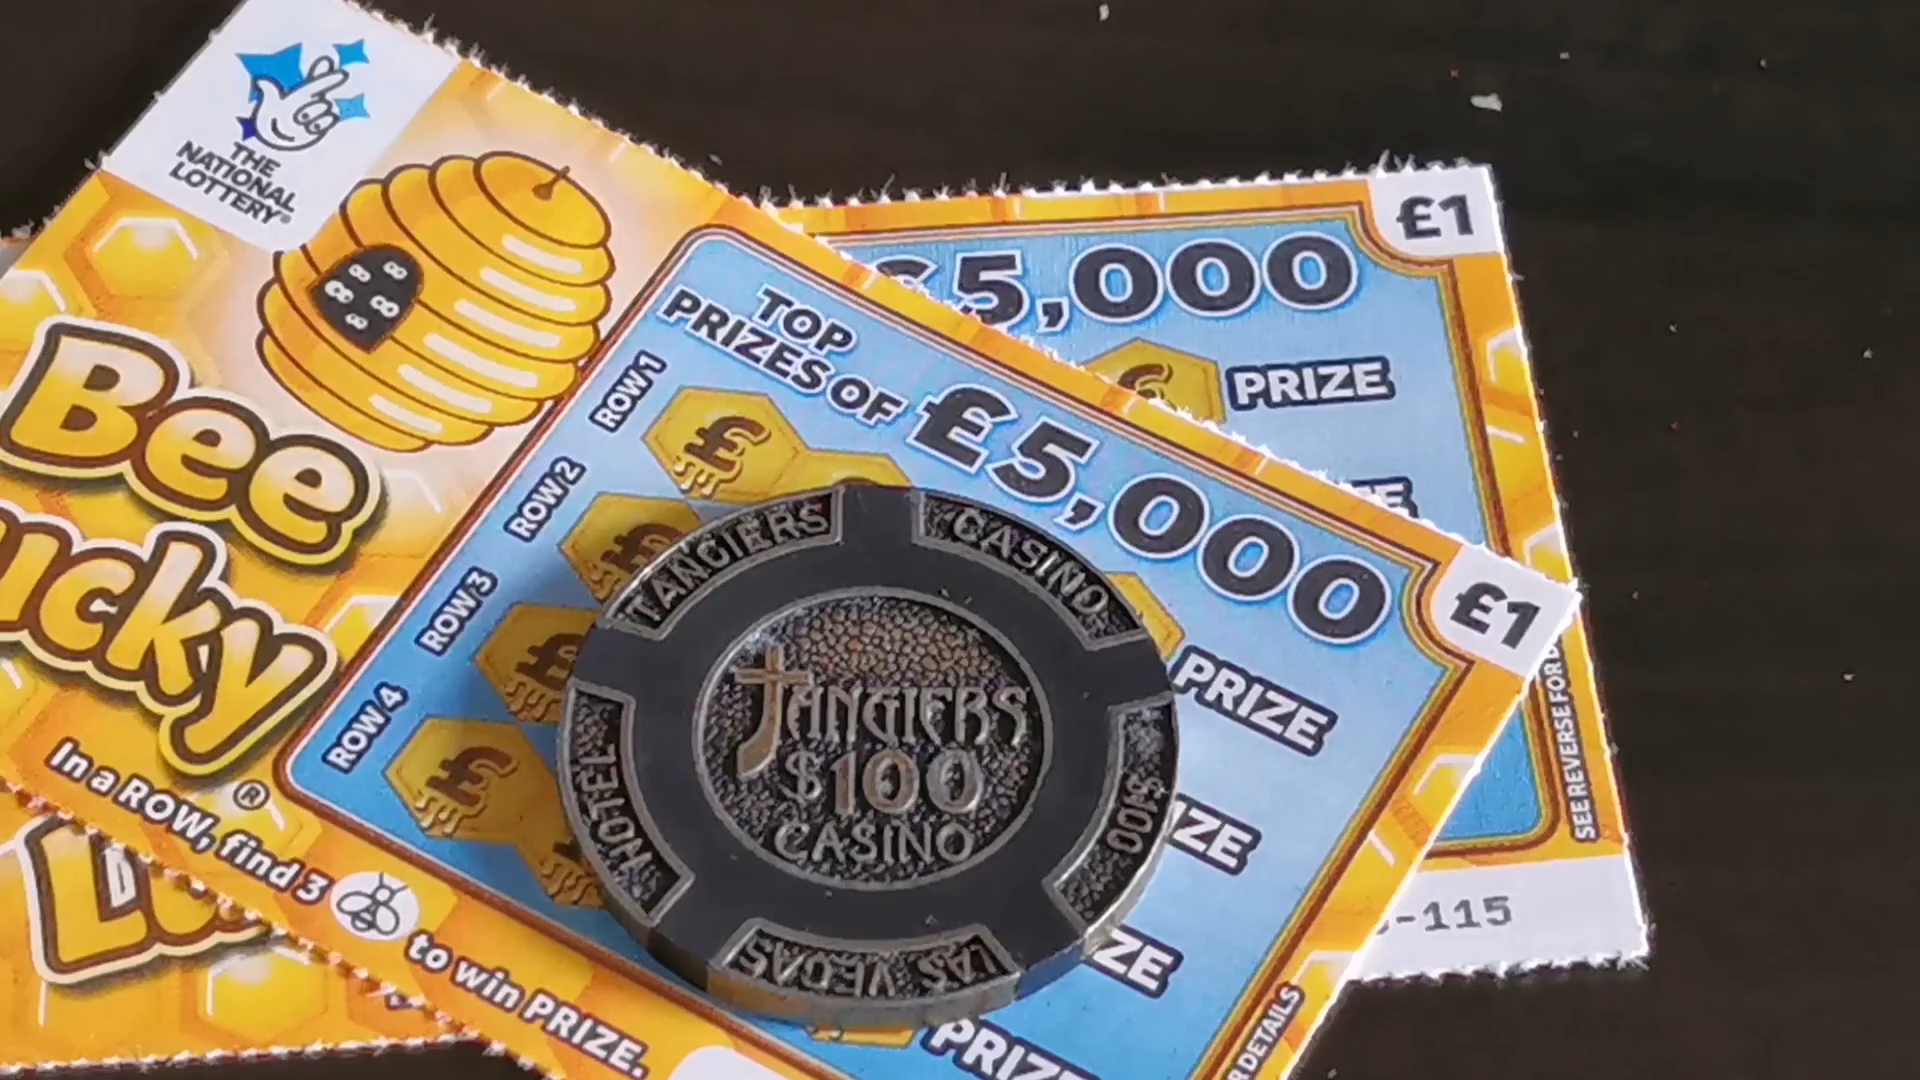 THE
NATIONAL
LOTTERY®
Bee
ucky®
In a ROW, find 3
to win PRIZE.
TOP
PRIZES OF
£5,000
£1
ROW 1
ROW 2
ROW 3
ROW 4
£
£
£
£
PRIZE
ZE
ZE
PRIZE
R DETAILS
£5,000
£1
£
PRIZE
SEE REVERSE FOR D
-115
TANGIERS
CASINO
$100
LAS VEGAS
HOTEL
TANGIERS
$100
CASINO